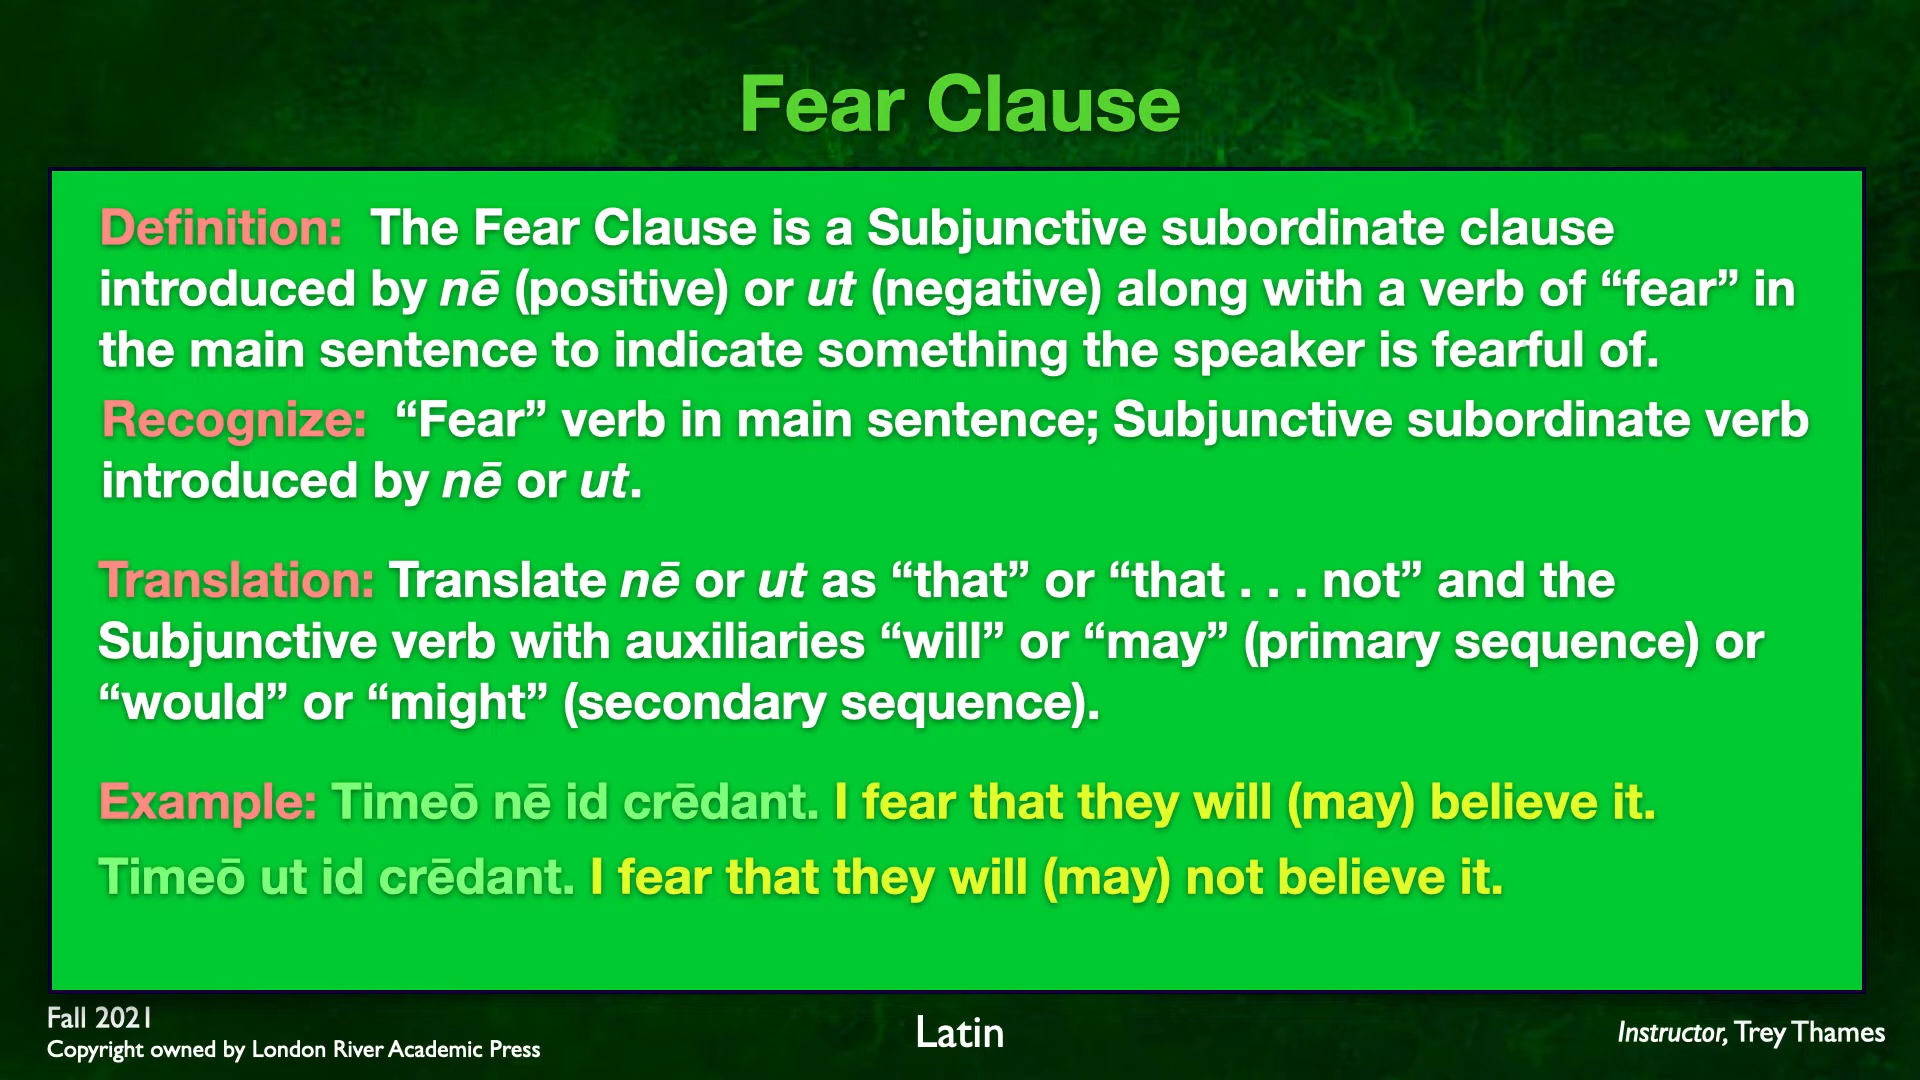 Fear Clause
Definition: The Fear Clause is a Subjunctive subordinate clause
introduced by nē (positive) or ut (negative) along with a verb of “fear” in
the main sentence to indicate something the speaker is fearful of.
Recognize: “Fear” verb in main sentence; Subjunctive subordinate verb
introduced by nē or ut.
Translation: Translate nē or ut as “that” or “that . . . not” and the
Subjunctive verb with auxiliaries “will” or “may” (primary sequence) or
“would” or “might” (secondary sequence).
Example: Timeō nē id crēdant. I fear that they will (may) believe it.
Timeō ut id crēdant. I fear that they will (may) not believe it.
Fall 2021
Copyright owned by London River Academic Press
Latin
Instructor, Trey Thames